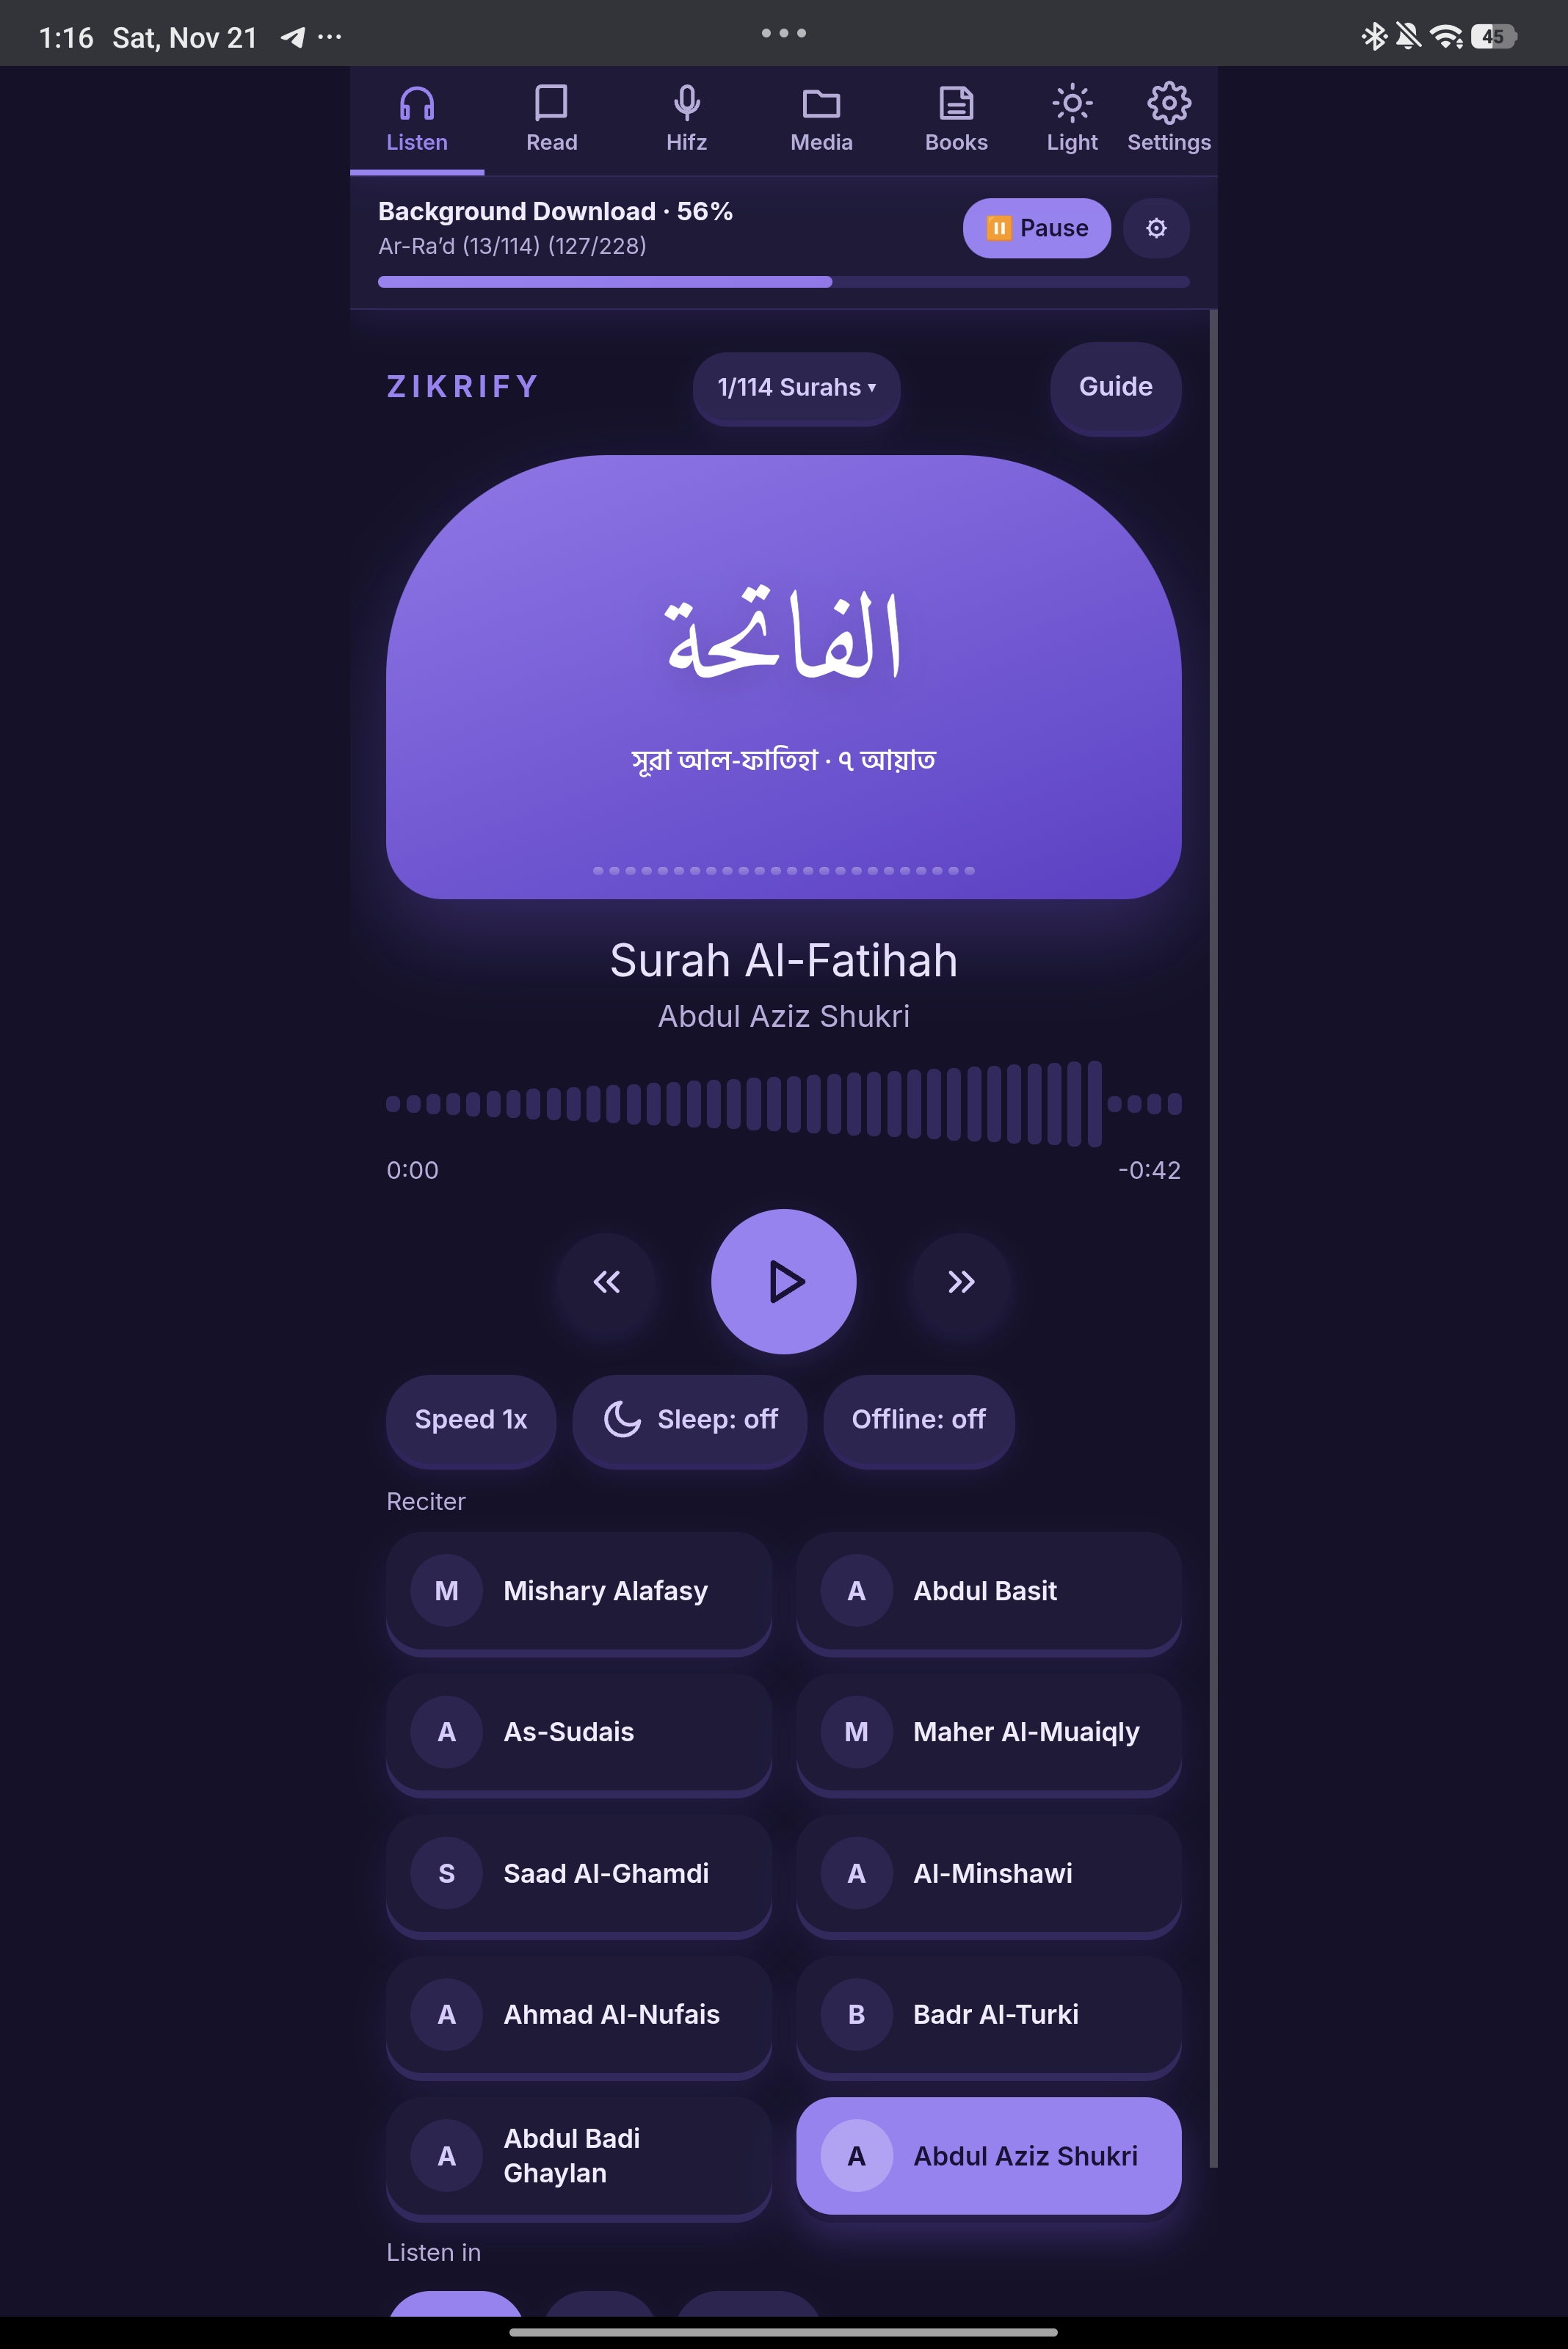 1:16 Sat, Nov 21
45
Listen Read Hifz Media Books Light Settings
Background Download · 56%
Ar-Ra’d (13/114) (127/228)
Pause
ZIKRIFY
1/114 Surahs
Guide
الفاتحة
সূরা আল-ফাতিহা · ৭ আয়াত
Surah Al-Fatihah
Abdul Aziz Shukri
0:00 -0:42
Speed 1x Sleep: off Offline: off
Reciter
M Mishary Alafasy
A Abdul Basit
A As-Sudais
M Maher Al-Muaiqly
S Saad Al-Ghamdi
A Al-Minshawi
A Ahmad Al-Nufais
B Badr Al-Turki
A Abdul Badi
Ghaylan
A Abdul Aziz Shukri
Listen in